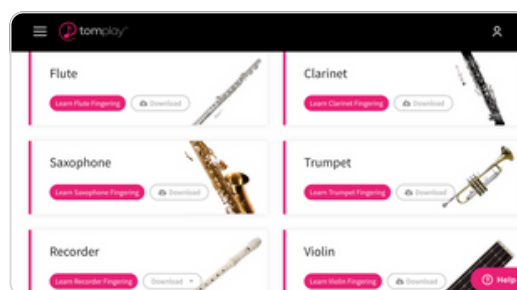 tomplay
Flute
Clarinet
Learn Flute Fingering
Download
Learn Clarinet Fingering
Download
Saxophone
Trumpet
Learn Saxophone Fingering
Download
Learn Trumpet Fingering
Download
Recorder
Violin
Learn Recorder Fingering
Download
Learn Violin Fingering
Download
Help